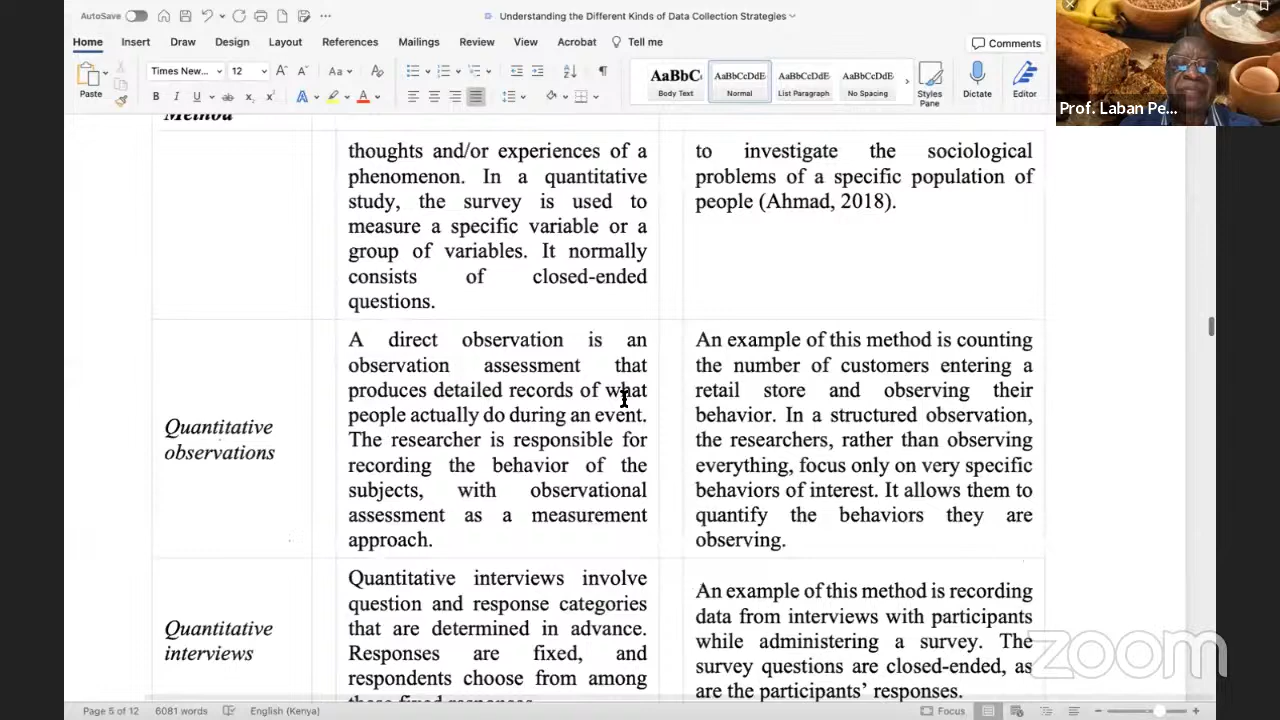 AutoSave
Understanding the Different Kinds of Data Collection Strategies
Home Insert Draw Design Layout References Mailings Review View Acrobat Tell me
Comments
Paste
Times New... 12
Aa
B I U ab x₂ x²
AaBbC
Body Text
AaBbCcDdE
Normal
AaBbCcDdE
List Paragraph
AaBbCcDdE
No Spacing
Styles
Pane
Dictate
Editor
Prof. Laban Pe...
Method
thoughts and/or experiences of a
phenomenon. In a quantitative
study, the survey is used to
measure a specific variable or a
group of variables. It normally
consists of closed-ended
questions.
to investigate the sociological
problems of a specific population of
people (Ahmad, 2018).
Quantitative
observations
A direct observation is an
observation assessment that
produces detailed records of what
people actually do during an event.
The researcher is responsible for
recording the behavior of the
subjects, with observational
assessment as a measurement
approach.
An example of this method is counting
the number of customers entering a
retail store and observing their
behavior. In a structured observation,
the researchers, rather than observing
everything, focus only on very specific
behaviors of interest. It allows them to
quantify the behaviors they are
observing.
Quantitative
interviews
Quantitative interviews involve
question and response categories
that are determined in advance.
Responses are fixed, and
respondents choose from among
these fixed responses.
An example of this method is recording
data from interviews with participants
while administering a survey. The
survey questions are closed-ended, as
are the participants' responses.
zoom
Page 5 of 12 6081 words English (Kenya) Focus